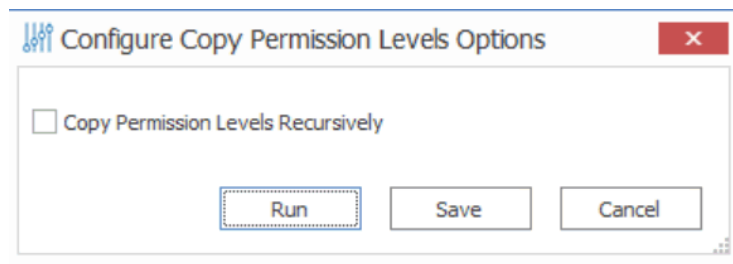 Configure Copy Permission Levels Options
Copy Permission Levels Recursively
Run Save Cancel